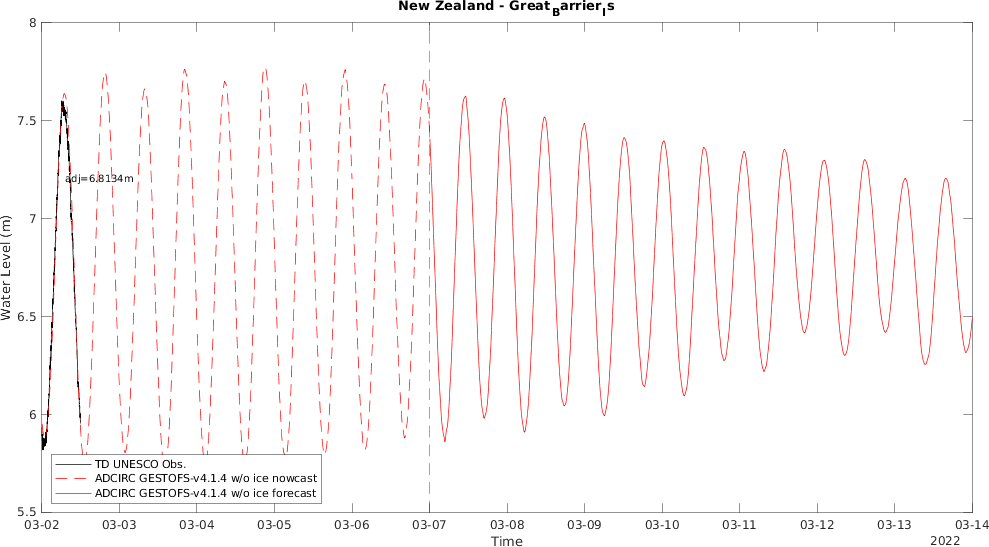 New Zealand - Great_Barrier_Is
8
7.5
7
6.5
6
5.5
Water Level (m)
adj=6.8134m
TD UNESCO Obs.
ADCIRC GESTOFS-v4.1.4 w/o ice nowcast
ADCIRC GESTOFS-v4.1.4 w/o ice forecast
03-02 03-03 03-04 03-05 03-06 03-07 03-08 03-09 03-10 03-11 03-12 03-13 03-14
Time
2022